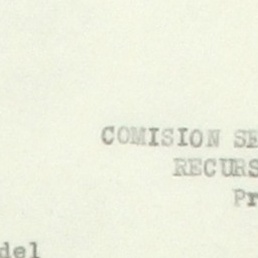 COMISION SE
RECURS
Pr
del